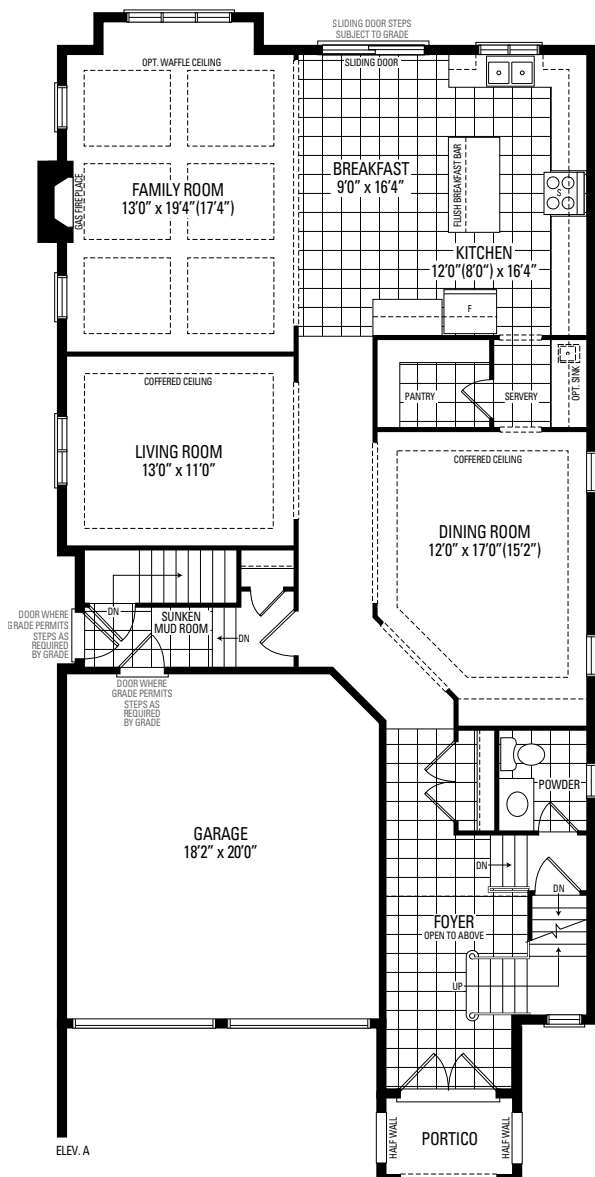 SLIDING DOOR STEPS
SUBJECT TO GRADE
OPT. WAFFLE CEILING
SLIDING DOOR
FAMILY ROOM
13'0" x 19'4"(17'4")
GAS FIREPLACE
BREAKFAST
9'0" x 16'4"
FLUSH BREAKFAST BAR
S
KITCHEN
12'0"(8'0") x 16'4"
F
PANTRY
SERVERY
OPT. SINK
COFFERED CEILING
LIVING ROOM
13'0" x 11'0"
COFFERED CEILING
DINING ROOM
12'0" x 17'0"(15'2")
DN
SUNKEN
MUD ROOM
DN
DOOR WHERE
GRADE PERMITS
STEPS AS
REQUIRED
BY GRADE
DOOR WHERE
GRADE PERMITS
STEPS AS
REQUIRED
BY GRADE
POWDER
GARAGE
18'2" x 20'0"
DN
DN
FOYER
OPEN TO ABOVE
UP
HALF WALL
PORTICO
HALF WALL
ELEV. A